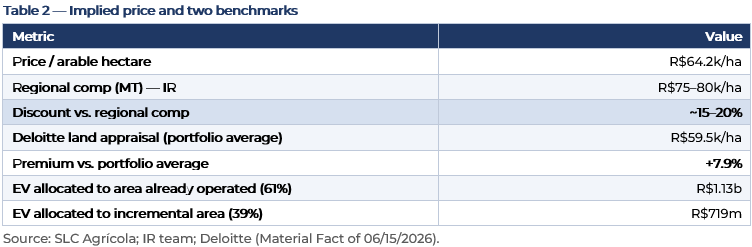 Table 2 — Implied price and two benchmarks
Metric Value
Price / arable hectare R$64.2k/ha
Regional comp (MT) — IR R$75–80k/ha
Discount vs. regional comp ~15–20%
Deloitte land appraisal (portfolio average) R$59.5k/ha
Premium vs. portfolio average +7.9%
EV allocated to area already operated (61%) R$1.13b
EV allocated to incremental area (39%) R$719m
Source: SLC Agrícola; IR team; Deloitte (Material Fact of 06/15/2026).